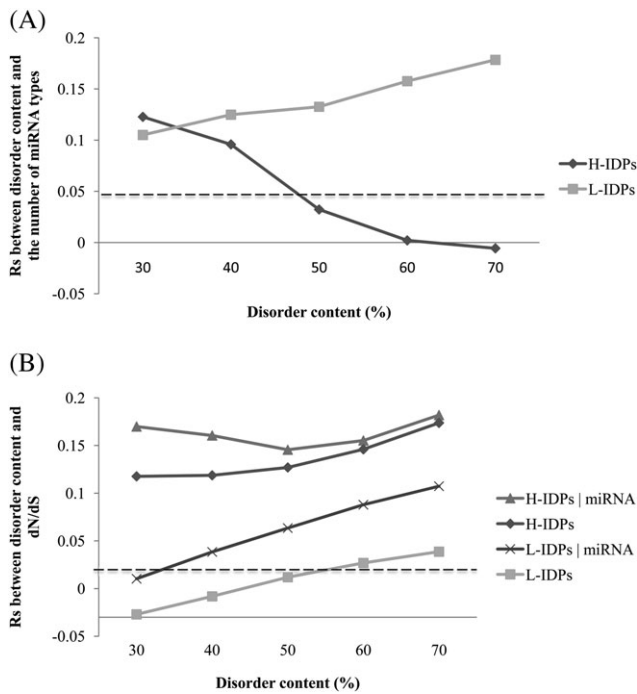 (A)
Rs between disorder content and
the number of miRNA types
0.2
0.15
0.1
0.05
0
-0.05
30 40 50 60 70
Disorder content (%)
H-IDPs
L-IDPs
(B)
Rs between disorder content and
dN/dS
0.2
0.15
0.1
0.05
0
-0.05
30 40 50 60 70
Disorder content (%)
H-IDPs | miRNA
H-IDPs
L-IDPs | miRNA
L-IDPs